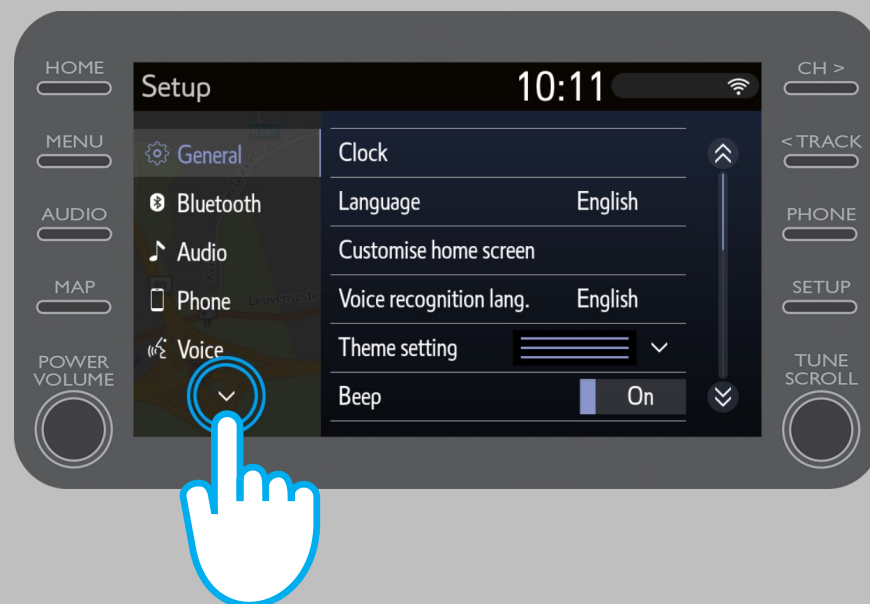 HOME
MENU
AUDIO
MAP
POWER
VOLUME
Setup
10:11
General
Bluetooth
Audio
Phone
Voice
Clock
Language English
Customise home screen
Voice recognition lang. English
Theme setting
Beep On
CH >
< TRACK
PHONE
SETUP
TUNE
SCROLL